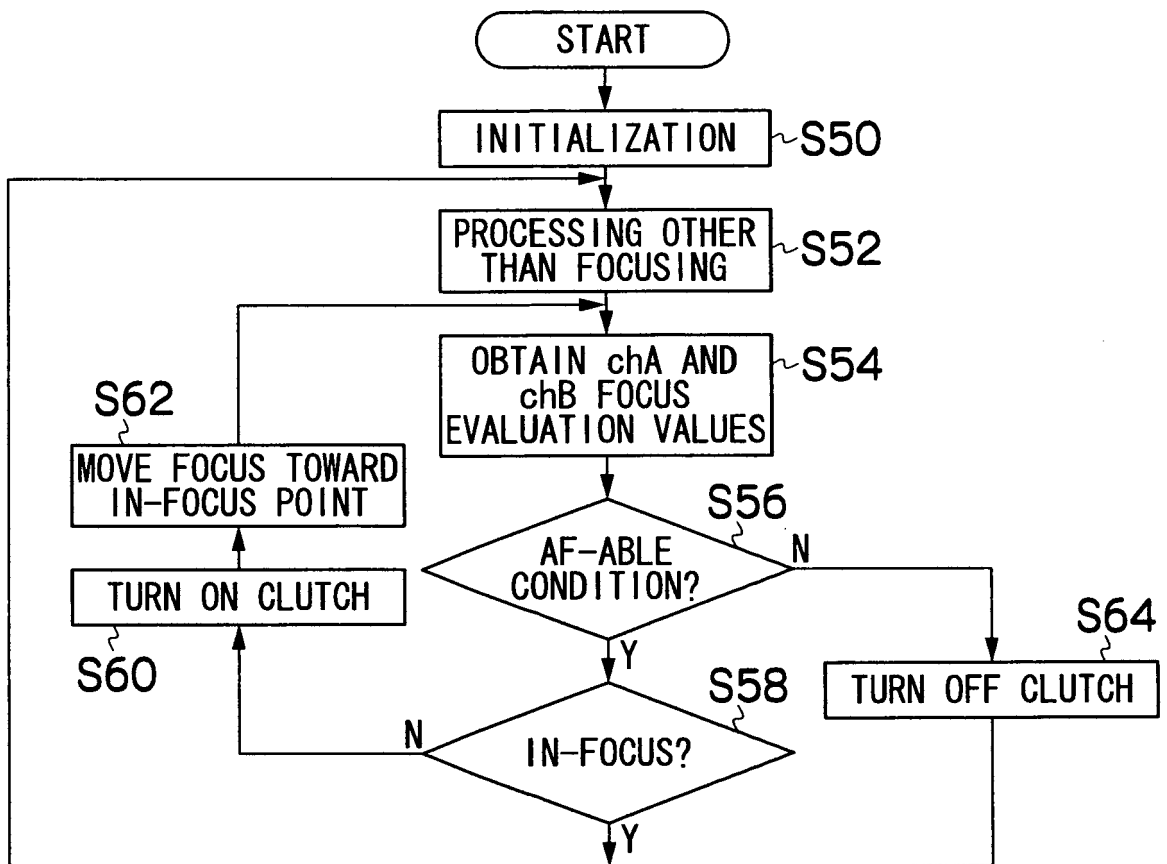 START
INITIALIZATION
S50
PROCESSING OTHER
THAN FOCUSING
S52
OBTAIN chA AND
chB FOCUS
EVALUATION VALUES
S54
S62
MOVE FOCUS TOWARD
IN-FOCUS POINT
S56
AF-ABLE
CONDITION?
N
TURN ON CLUTCH
S60
Y
S64
TURN OFF CLUTCH
S58
N
IN-FOCUS?
Y